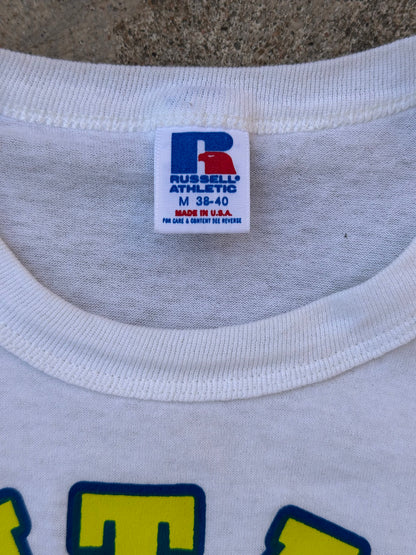 R
RUSSELL®
ATHLETIC
M 38-40
MADE IN U.S.A.
FOR CARE & CONTENT SEE REVERSE